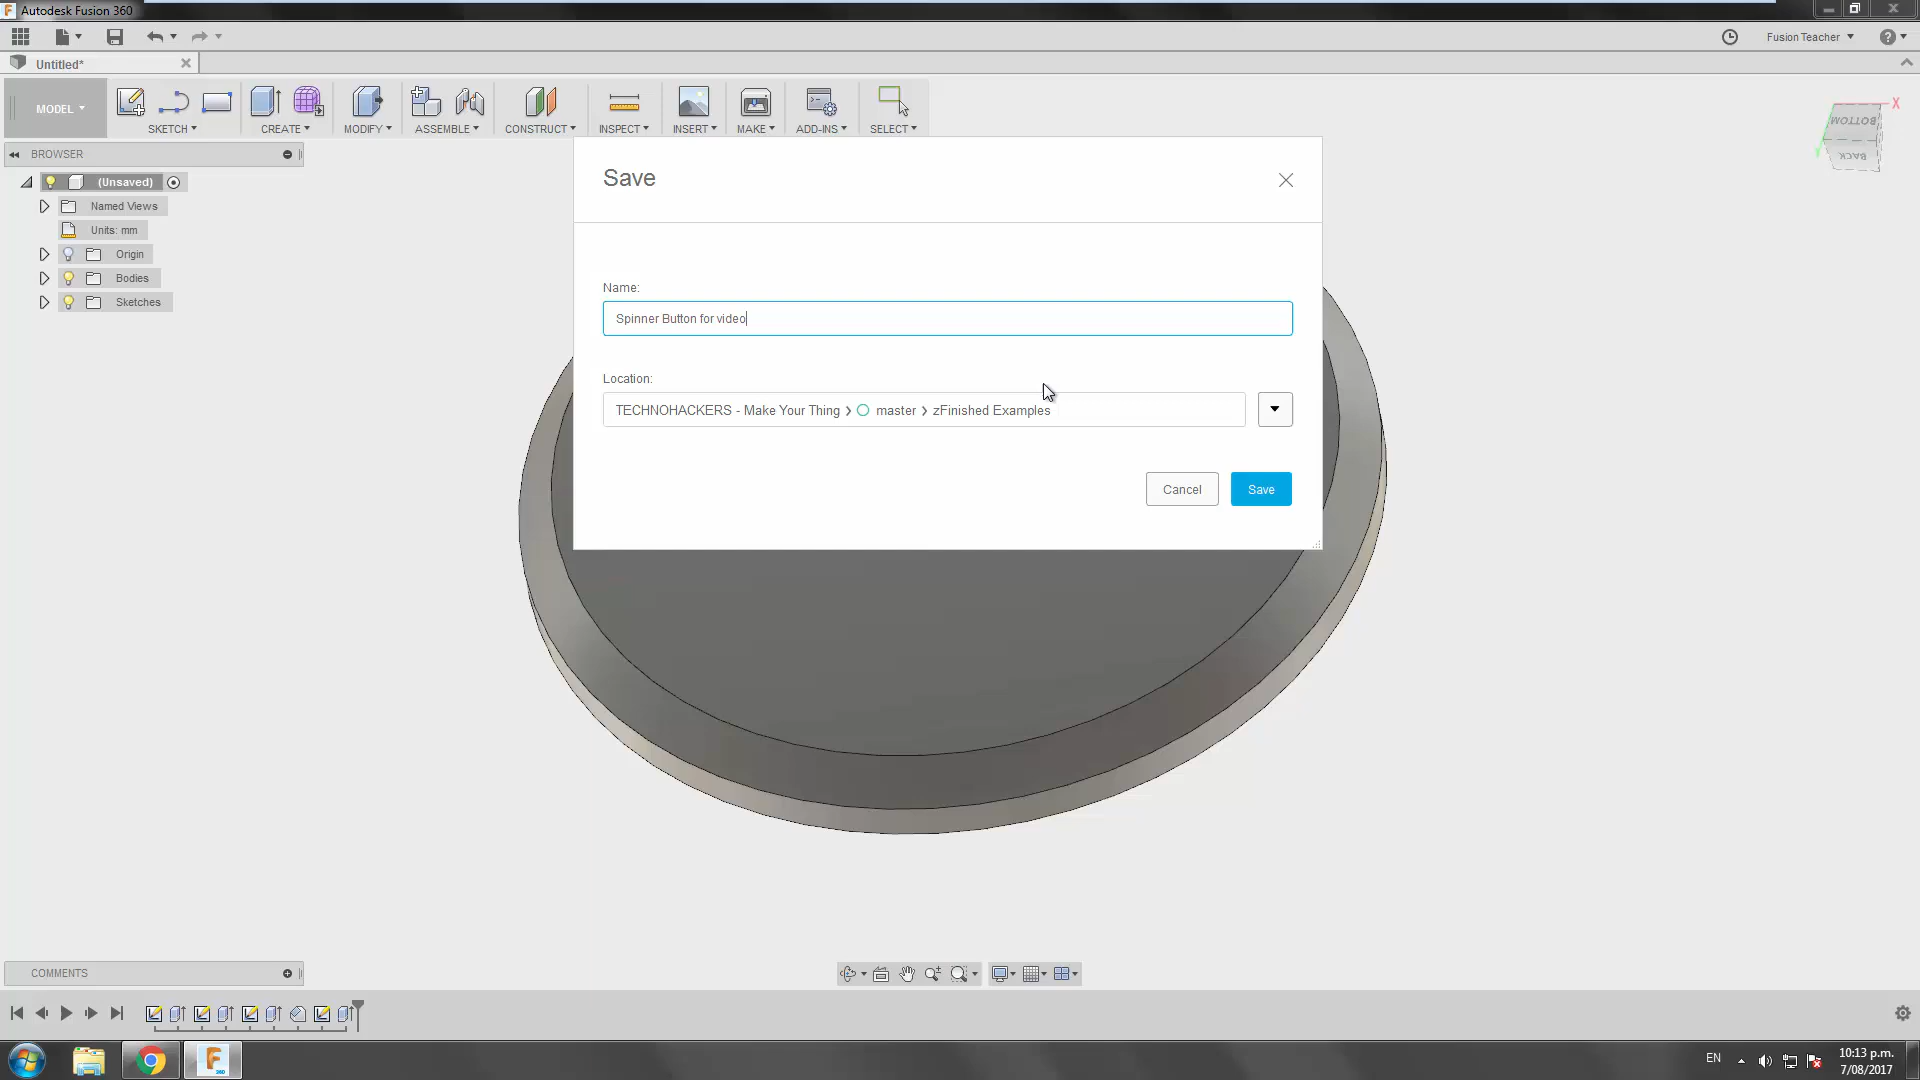 Autodesk Fusion 360
Fusion Teacher
Untitled*
MODEL
SKETCH
CREATE
MODIFY
ASSEMBLE
CONSTRUCT
INSPECT
INSERT
MAKE
ADD-INS
SELECT
BOTTOM
BACK
X
BROWSER
(Unsaved)
Named Views
Units: mm
Origin
Bodies
Sketches
Save
Name:
Spinner Button for video
Location:
TECHNOHACKERS - Make Your Thing > master > zFinished Examples
Cancel
Save
COMMENTS
EN
10:13 p.m.
7/08/2017